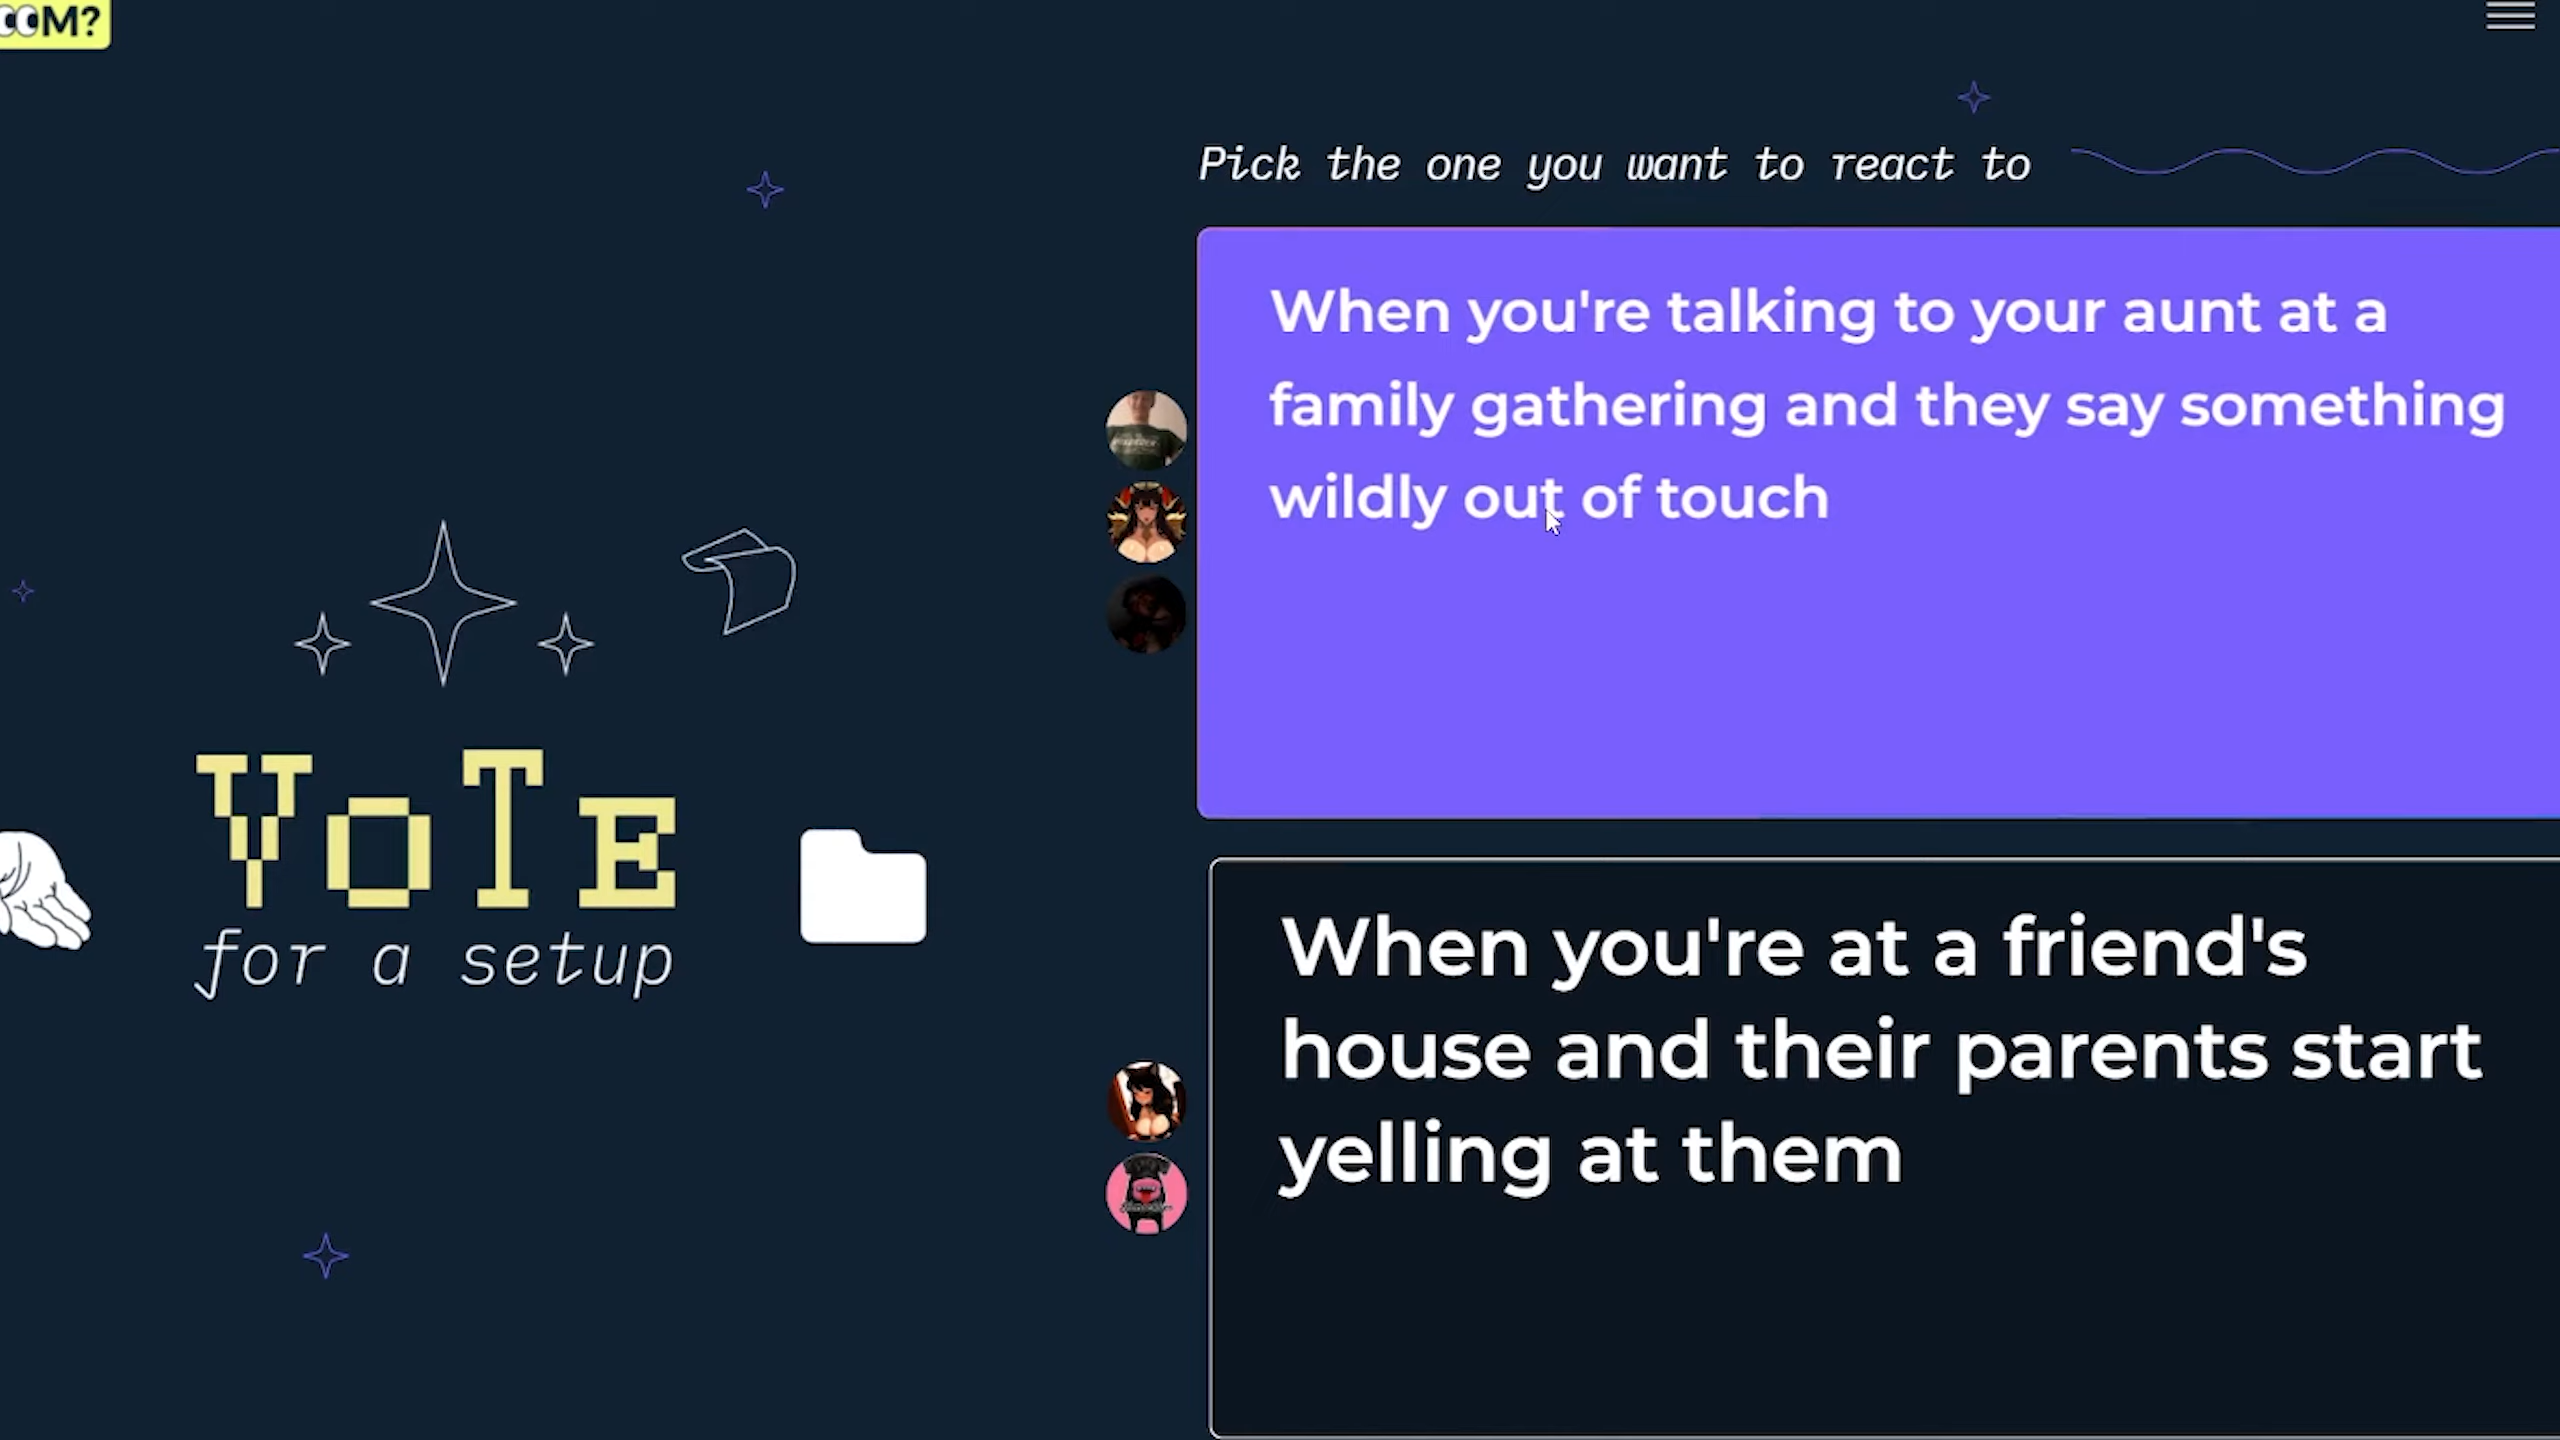 M?
Pick the one you want to react to
When you're talking to your aunt at a
family gathering and they say something
wildly out of touch
VoTE
for a setup
When you're at a friend's
house and their parents start
yelling at them